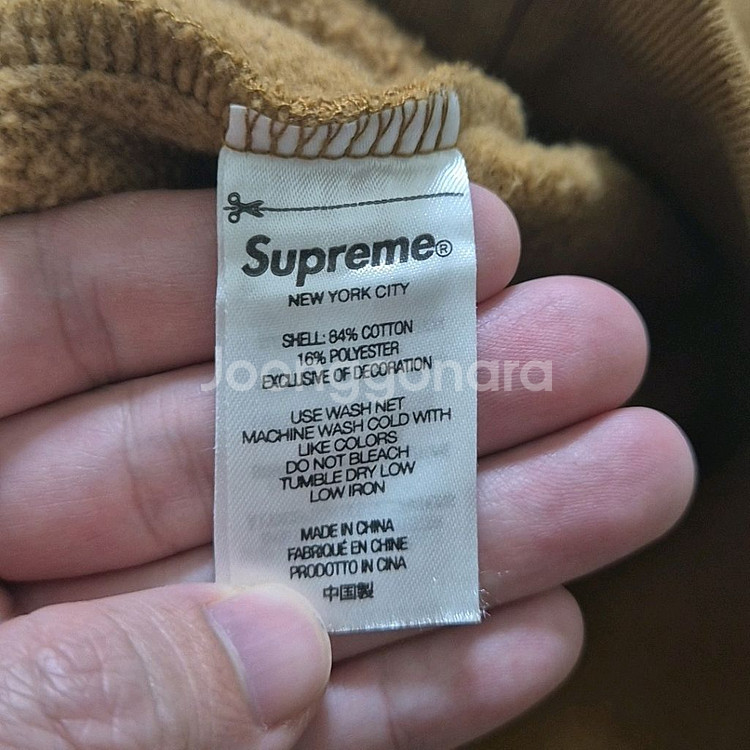 Supreme®
NEW YORK CITY
SHELL: 84% COTTON
16% POLYESTER
EXCLUSIVE OF DECORATION
USE WASH NET
MACHINE WASH COLD WITH
LIKE COLORS
DO NOT BLEACH
TUMBLE DRY LOW
LOW IRON
MADE IN CHINA
FABRIQUÉ EN CHINE
PRODOTTO IN CINA
中国製
Joonggonara